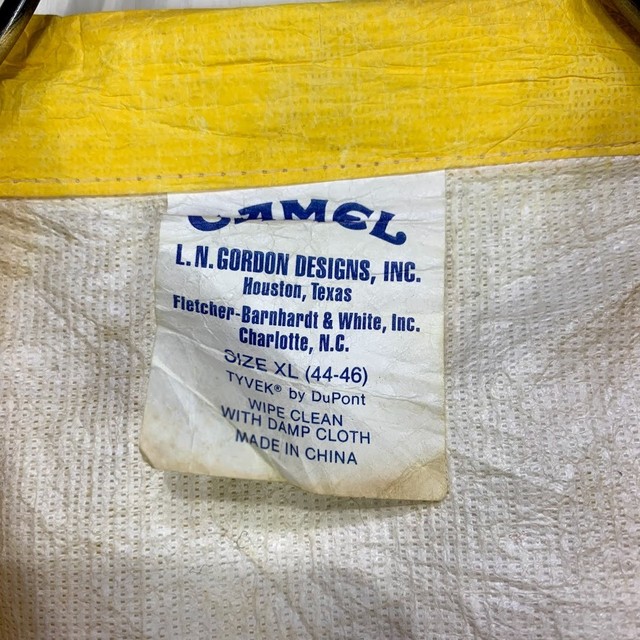 CAMEL
L.N. GORDON DESIGNS, INC.
Houston, Texas
Fletcher-Barnhardt & White, Inc.
Charlotte, N.C.
SIZE XL (44-46)
TYVEK® by DuPont
WIPE CLEAN
WITH DAMP CLOTH
MADE IN CHINA